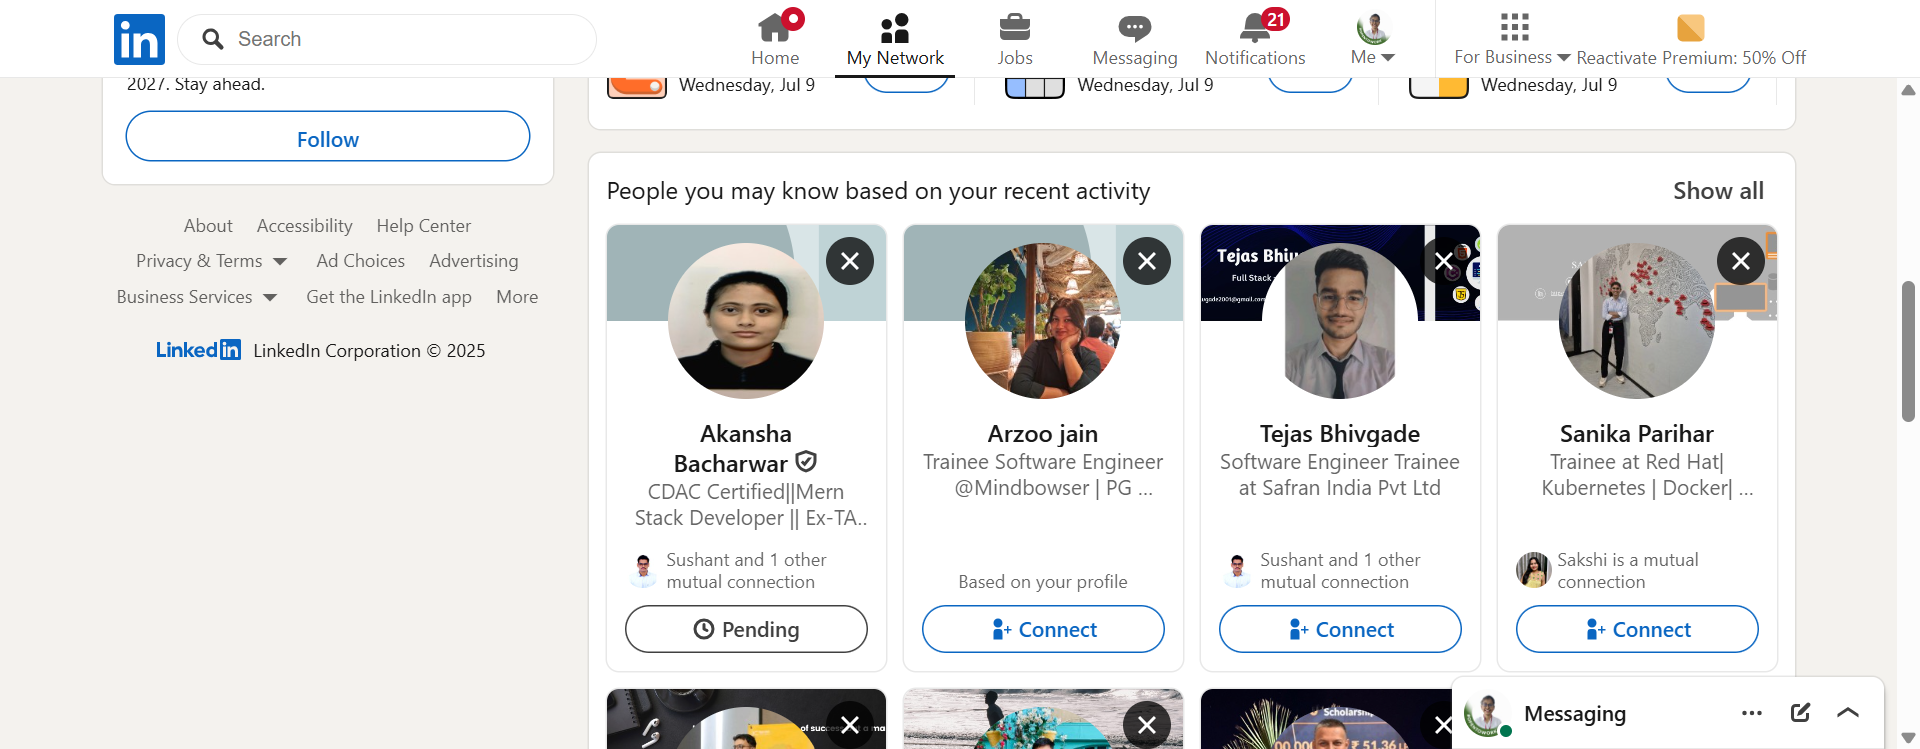 in
Search
Home
My Network
Jobs
Messaging
21
Notifications
Me
For Business
Reactivate Premium: 50% Off
2027. Stay ahead.
Follow
About
Accessibility
Help Center
Privacy & Terms
Ad Choices
Advertising
Business Services
Get the LinkedIn app
More
LinkedIn LinkedIn Corporation © 2025
Wednesday, Jul 9
Wednesday, Jul 9
Wednesday, Jul 9
People you may know based on your recent activity
Show all
Akansha
Bacharwar
CDAC Certified||Mern
Stack Developer || Ex-TA..
Sushant and 1 other
mutual connection
Pending
Arzoo jain
Trainee Software Engineer
@Mindbowser | PG ...
Based on your profile
Connect
Tejas Bhiv
Full Stack
ugade2001@gmail.com
Tejas Bhivgade
Software Engineer Trainee
at Safran India Pvt Ltd
Sushant and 1 other
mutual connection
Connect
Sanika Parihar
Trainee at Red Hat|
Kubernetes | Docker| ...
Sakshi is a mutual
connection
Connect
Messaging